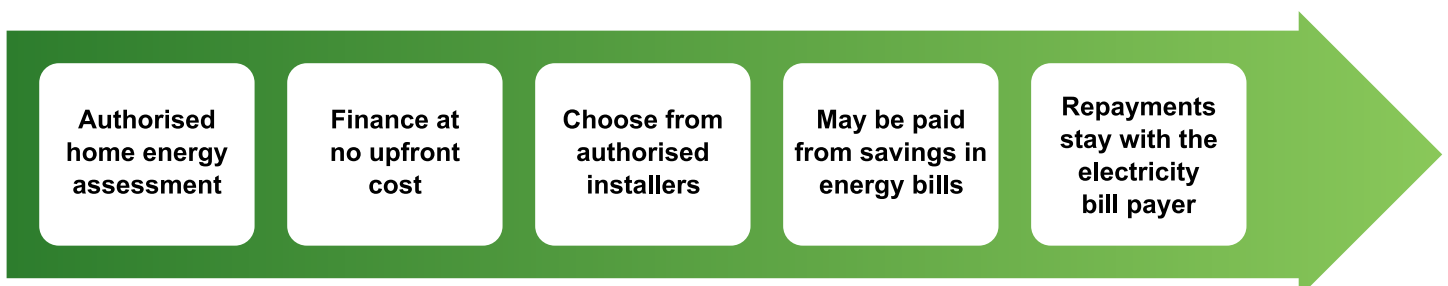 Authorised
home energy
assessment
Finance at
no upfront
cost
Choose from
authorised
installers
May be paid
from savings in
energy bills
Repayments
stay with the
electricity
bill payer